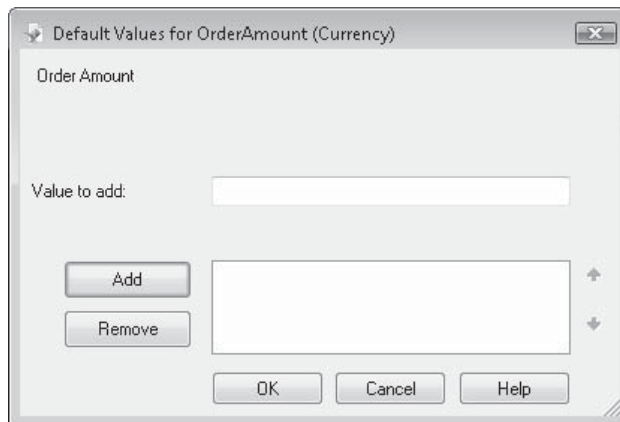 Default Values for OrderAmount (Currency)
Order Amount
Value to add:
Add
Remove
OK
Cancel
Help